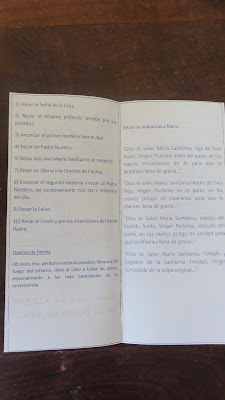 1) Hacer la Señal de la Cruz.
2) Rezar el Pésame pidiendo perdón por los
pecados.
3) Anunciar el primer misterio (ver el día).
4) Rezar un Padre Nuestro.
5) Rezar diez Ave María meditando el misterio.
7) Rezar un Gloria y la Oración de Fátima.
8) Enunciar el segundo misterio y rezar un Padre
Nuestro, así sucesivamente con los 5 misterios
del día.
9) Rezar la Salve.
10) Rezar el Credo y por las intenciones del Santo
Padre.
Oración de Fátima
Oh Jesús mío, perdona nuestros pecados, líbranos del
fuego del infierno, lleva al cielo a todas las almas,
especialmente a las más necesitadas de tu
misericordia.
Rezar las María:
"Dios te salve, María Santísima, Hija de Dios
Padre, Virgen Purísima antes del parto, en tus
manos encomiendo mi fe para que la
alumbres llena de gracia..."
"Dios te Salve María, Santísima Madre de Dios
Hijo, Virgen Purísima en el parto, en tus
manos pongo mi esperanza para que la
alientes llena de gracia..."
"Dios te Salve María Santísima, esposa del
Espíritu Santo, Virgen Purísima, después del
parto, en tus manos pongo mi caridad para
que la inflames llena de gracia..."
"Dios te Salve María Santísima Templo y
Sagrario de la Santísima Trinidad, Virgen
concebida sin la culpa original..."